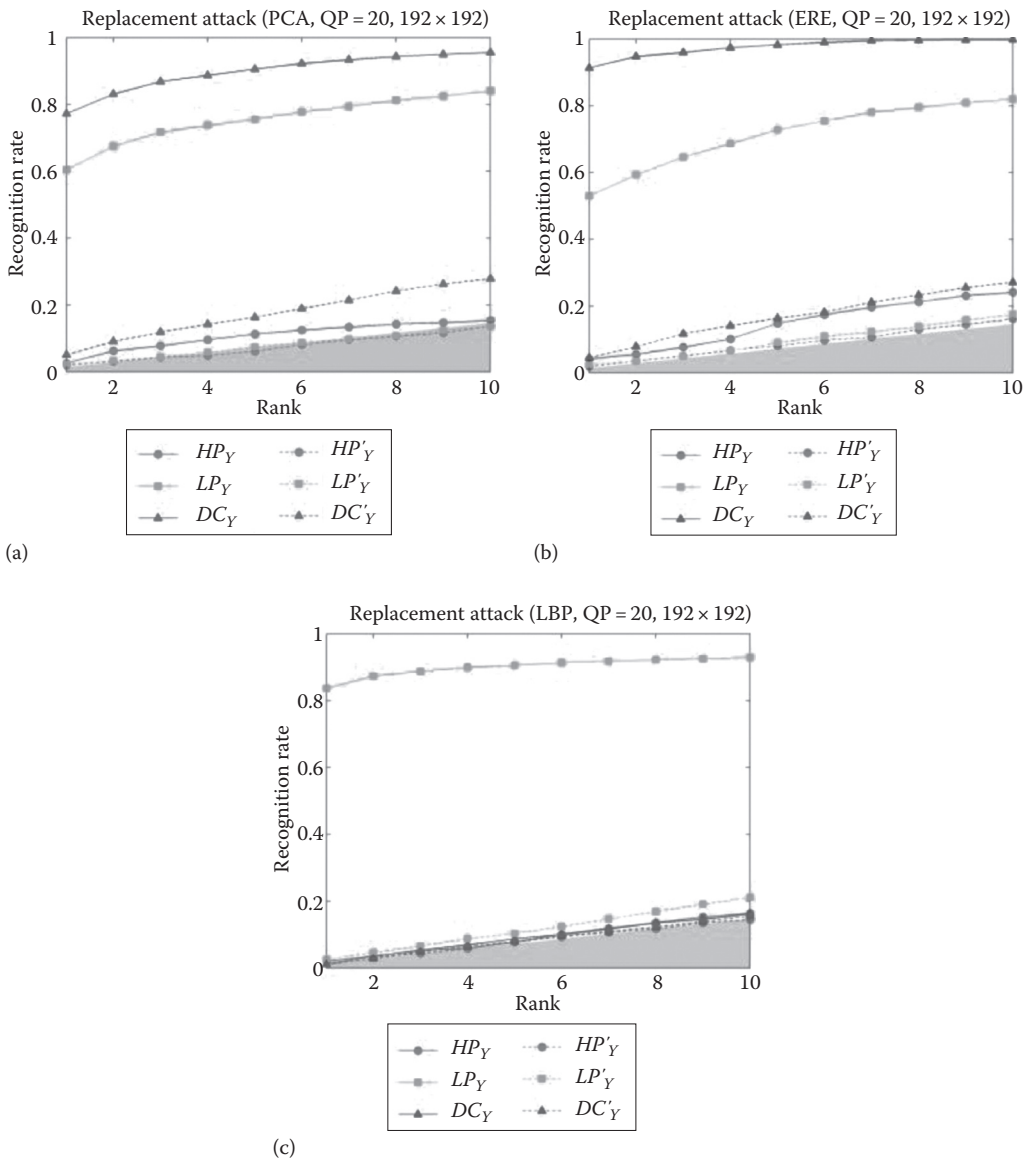 Replacement attack (PCA, QP = 20, 192 × 192)
1
0.8
0.6
0.4
0.2
0
Recognition rate
2 4 6 8 10
Rank
HP_Y HP'_Y
LP_Y LP'_Y
DC_Y DC'_Y
(a)
Replacement attack (ERE, QP = 20, 192 × 192)
1
0.8
0.6
0.4
0.2
0
Recognition rate
2 4 6 8 10
Rank
HP_Y HP'_Y
LP_Y LP'_Y
DC_Y DC'_Y
(b)
Replacement attack (LBP, QP = 20, 192 × 192)
1
0.8
0.6
0.4
0.2
0
Recognition rate
2 4 6 8 10
Rank
HP_Y HP'_Y
LP_Y LP'_Y
DC_Y DC'_Y
(c)